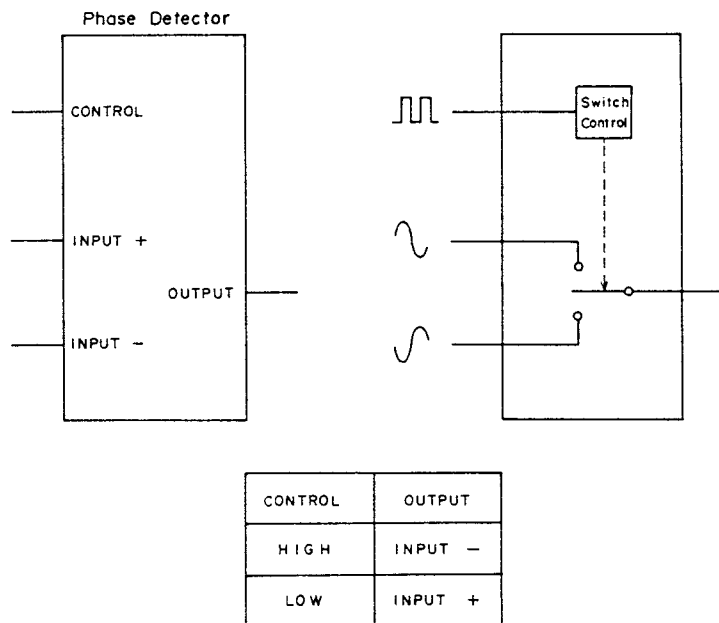 Phase Detector
CONTROL
INPUT +
OUTPUT
INPUT -
Switch
Control
CONTROL OUTPUT
HIGH INPUT -
LOW INPUT +